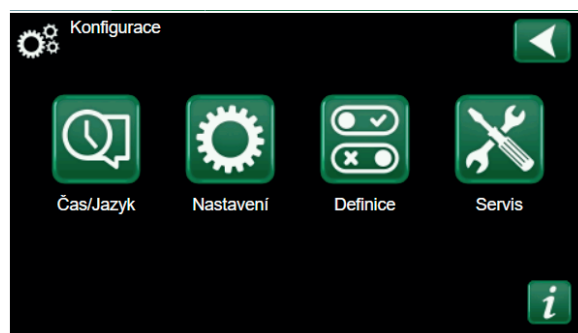 Konfigurace
Čas/Jazyk
Nastavení
Definice
Servis
i